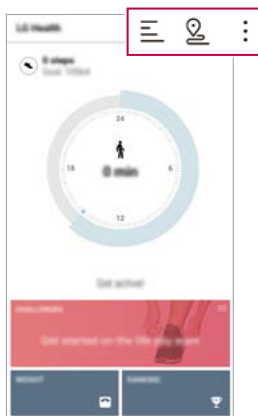 LG Health
0 steps
Goal: 10864
24
18
6
0 min
12
Get active!
CHALLENGES
Get started on the life you want
WEIGHT
RANKING